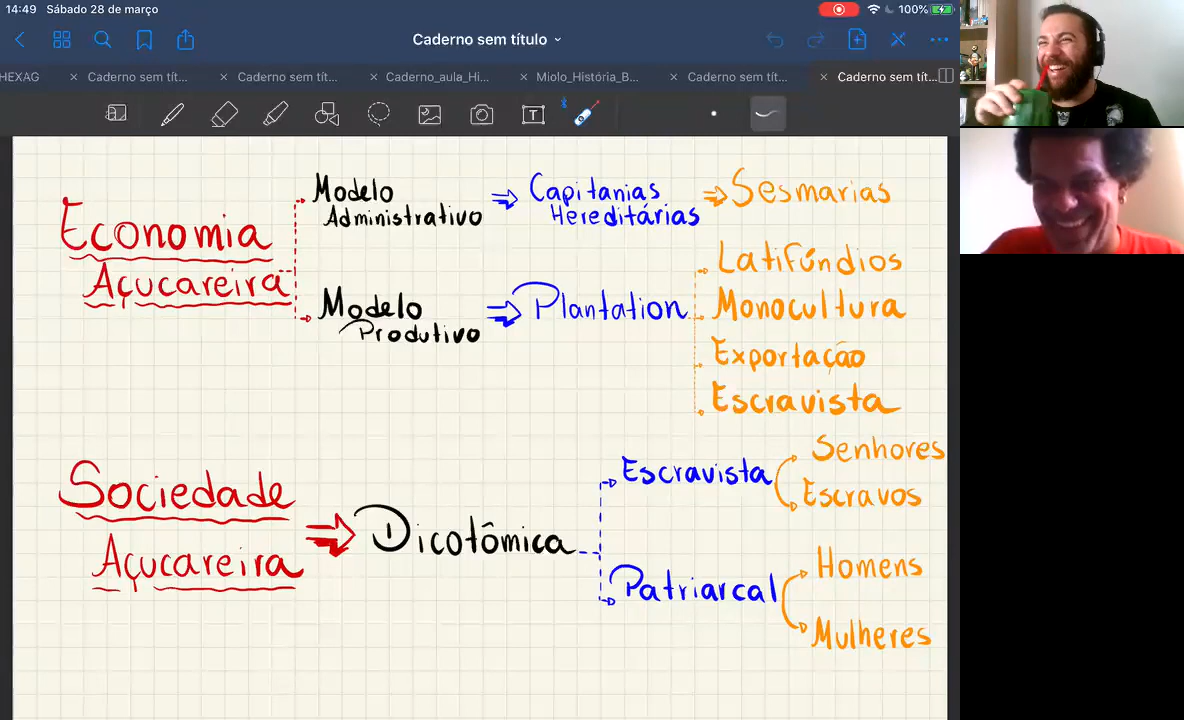 14:49 Sábado 28 de março
100%
Caderno sem título
HEXAG
Caderno sem tít...
Caderno sem tít...
Caderno_aula_Hi...
Miolo_História_B...
Caderno sem tít...
Caderno sem tít...
T
Economia
Açucareira
Modelo
Administrativo
Capitanias
Hereditárias
Sesmarias
Modelo
Produtivo
Plantation
Latifúndios
Monocultura
Exportação
Escravista
Sociedade
Açucareira
Dicotômica
Escravista
Senhores
Escravos
Patriarcal
Homens
Mulheres